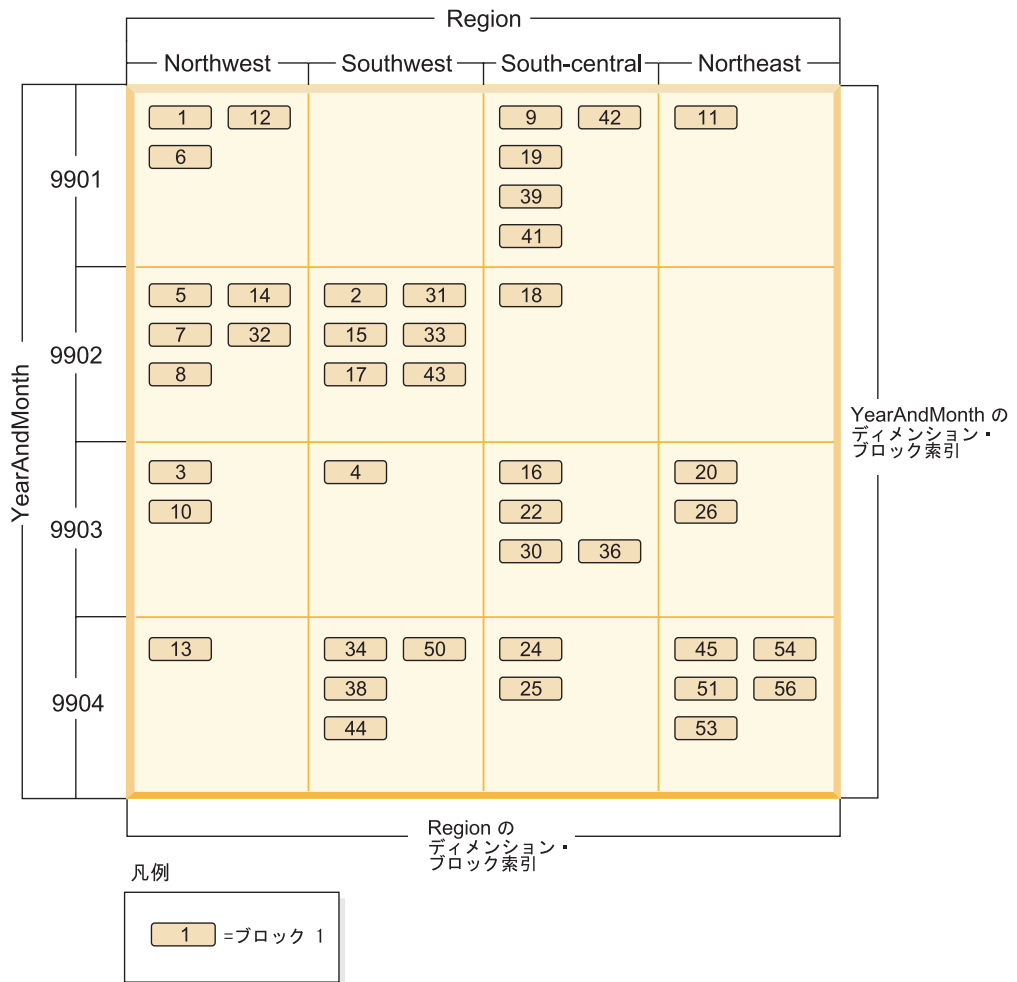 Region
Northwest Southwest South-central Northeast
YearAndMonth
9901
1 12 9 42 11
6 19
39
41
9902
5 14 2 31 18
7 32 15 33
8 17 43
YearAndMonth の
ディメンション・
ブロック索引
9903
3 4 16 20
10 22 26
30 36
9904
13 34 50 24 45 54
38 25 51 56
44 53
Region の
ディメンション・
ブロック索引
凡例
1 =ブロック 1